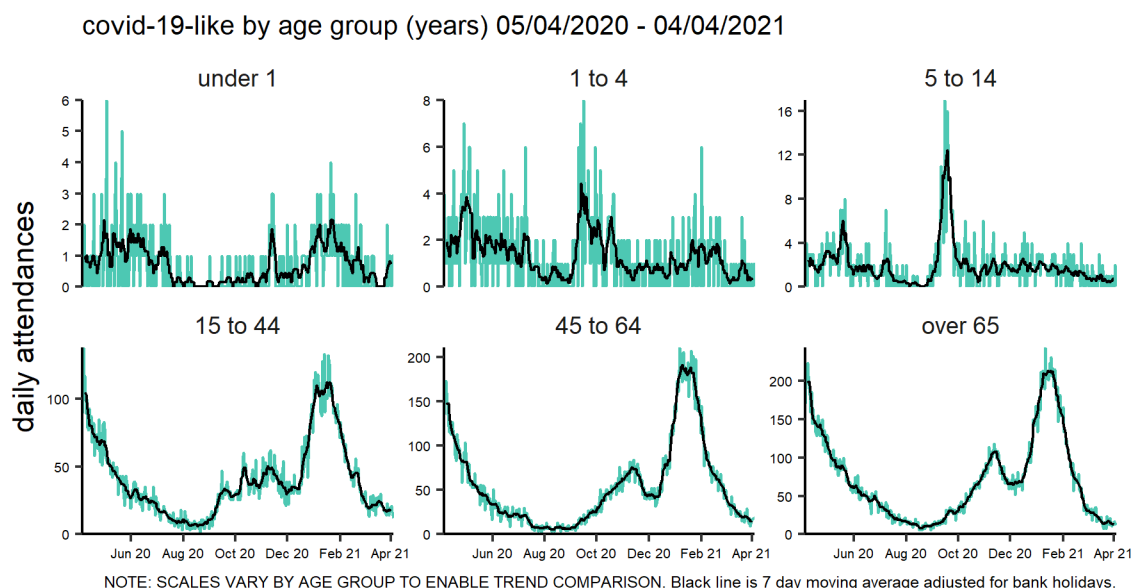 covid-19-like by age group (years) 05/04/2020 - 04/04/2021
under 1
1 to 4
5 to 14
6
5
4
3
2
1
0
8
6
4
2
0
16
12
8
4
0
daily attendances
15 to 44
45 to 64
over 65
100
50
0
200
150
100
50
0
200
150
100
50
0
Jun 20 Aug 20 Oct 20 Dec 20 Feb 21 Apr 21
Jun 20 Aug 20 Oct 20 Dec 20 Feb 21 Apr 21
Jun 20 Aug 20 Oct 20 Dec 20 Feb 21 Apr 21
NOTE: SCALES VARY BY AGE GROUP TO ENABLE TREND COMPARISON. Black line is 7 day moving average adjusted for bank holidays.